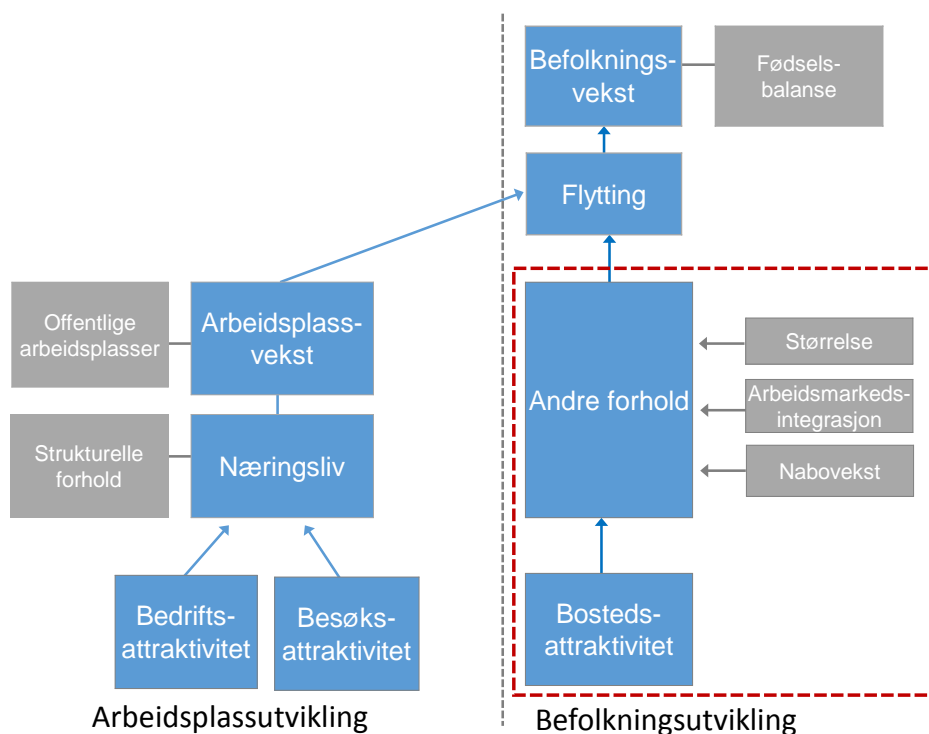 Befolknings-
vekst
Fødsels-
balanse
Flytting
Offentlige
arbeidsplasser
Arbeidsplass-
vekst
Strukturelle
forhold
Næringsliv
Bedrifts-
attraktivitet
Besøks-
attraktivitet
Arbeidsplassutvikling
Andre forhold
Størrelse
Arbeidsmarkeds-
integrasjon
Nabovekst
Bosteds-
attraktivitet
Befolkningsutvikling